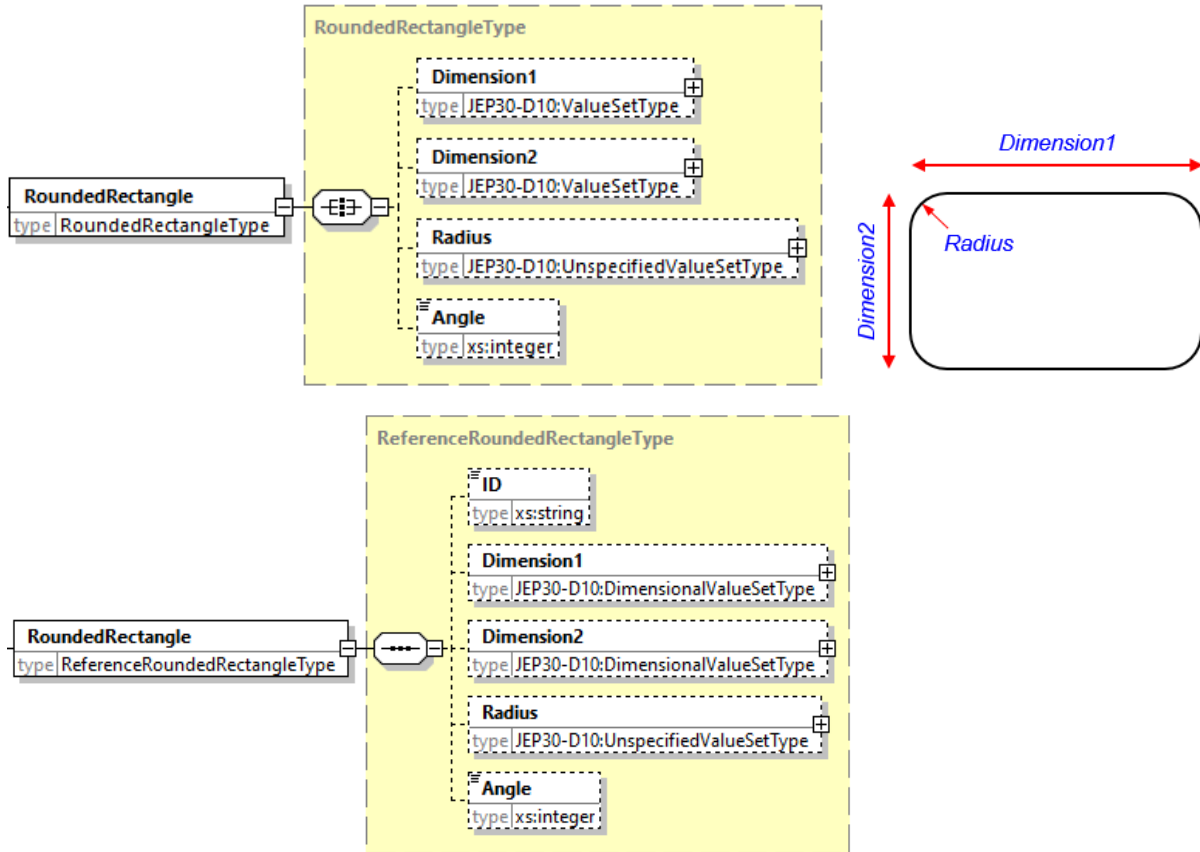 RoundedRectangleType
Dimension1
type JEP30-D10:ValueSetType
Dimension2
type JEP30-D10:ValueSetType
RoundedRectangle
type RoundedRectangleType
Radius
type JEP30-D10:UnspecifiedValueSetType
Angle
type xs:integer
Dimension1
Dimension2
Radius
ReferenceRoundedRectangleType
ID
type xs:string
Dimension1
type JEP30-D10:DimensionalValueSetType
RoundedRectangle
type ReferenceRoundedRectangleType
Dimension2
type JEP30-D10:DimensionalValueSetType
Radius
type JEP30-D10:UnspecifiedValueSetType
Angle
type xs:integer